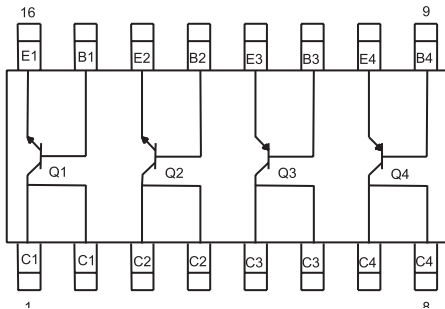 16 9
E1 B1 E2 B2 E3 B3 E4 B4
Q1 Q2 Q3 Q4
C1 C1 C2 C2 C3 C3 C4 C4
1 8